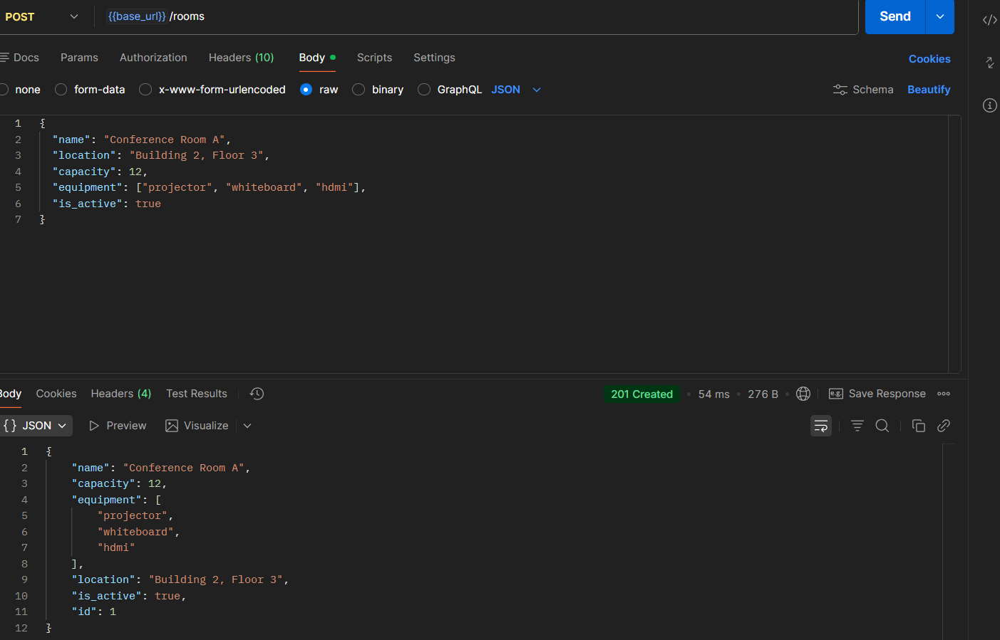 POST {{base_url}} /rooms Send
Docs Params Authorization Headers (10) Body Scripts Settings Cookies
none form-data x-www-form-urlencoded raw binary GraphQL JSON Schema Beautify
1 {
2 "name": "Conference Room A",
3 "location": "Building 2, Floor 3",
4 "capacity": 12,
5 "equipment": ["projector", "whiteboard", "hdmi"],
6 "is_active": true
7 }
Body Cookies Headers (4) Test Results 201 Created 54 ms 276 B e.g. Save Response
{} JSON Preview Visualize
1 {
2 "name": "Conference Room A",
3 "capacity": 12,
4 "equipment": [
5 "projector",
6 "whiteboard",
7 "hdmi"
8 ],
9 "location": "Building 2, Floor 3",
10 "is_active": true,
11 "id": 1
12 }